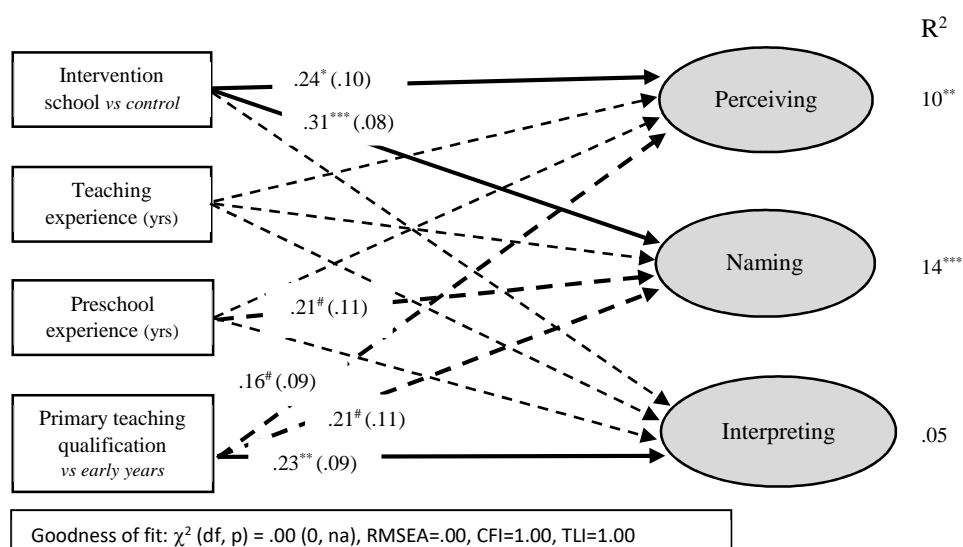 R²
Intervention
school vs control
.24* (.10)
Perceiving
10**
.31*** (.08)
Teaching
experience (yrs)
Naming
14***
Preschool
experience (yrs)
.21# (.11)
.16# (.09)
Primary teaching
qualification
vs early years
.21# (.11)
Interpreting
.05
.23** (.09)
Goodness of fit: χ² (df, p) = .00 (0, na), RMSEA=.00, CFI=1.00, TLI=1.00